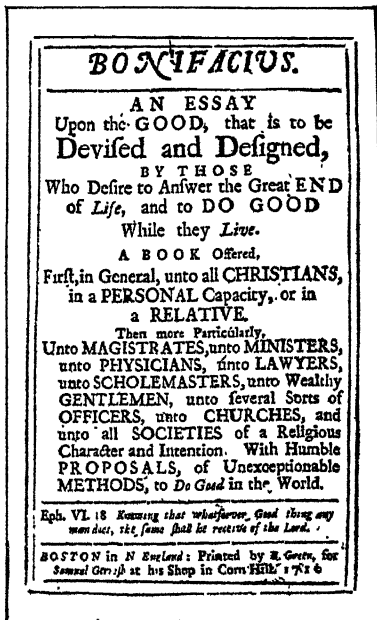 BONIFACIUS.
AN ESSAY
Upon the GOOD, that is to be
Deviſed and Deſigned,
BY THOSE
Who Deſire to Anſwer the Great END
of Life, and to DO GOOD
While they Live.
A BOOK Offered,
Firſt, in General, unto all CHRISTIANS,
in a PERSONAL Capacity, or in
a RELATIVE.
Then more Particularly,
Unto MAGISTRATES, unto MINISTERS,
unto PHYSICIANS, unto LAWYERS,
unto SCHOLEMASTERS, unto Wealthy
GENTLEMEN, unto ſeveral Sorts of
OFFICERS, unto CHURCHES, and
unto all SOCIETIES of a Religious
Character and Intention. With Humble
PROPOSALS, of Unexceptionable
METHODS, to Do Good in the World.
Eph. VI. 18 Knowing that whatſoever Good thing any
man does, the ſame ſhall he receive of the Lord.
BOSTON in N England: Printed by B. Green, for
Samuel Gerriſh at his Shop in Corn Hill. 1710